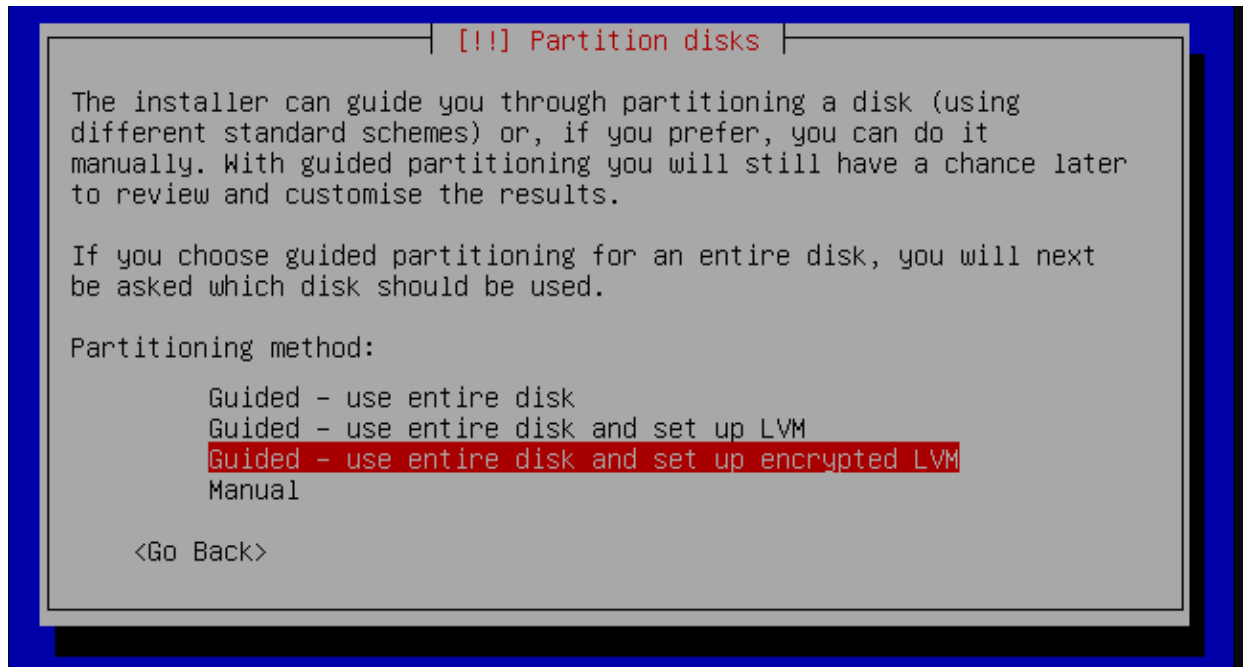 [!!] Partition disks
The installer can guide you through partitioning a disk (using
different standard schemes) or, if you prefer, you can do it
manually. With guided partitioning you will still have a chance later
to review and customise the results.
If you choose guided partitioning for an entire disk, you will next
be asked which disk should be used.
Partitioning method:
Guided – use entire disk
Guided – use entire disk and set up LVM
Guided – use entire disk and set up encrypted LVM
Manual
<Go Back>